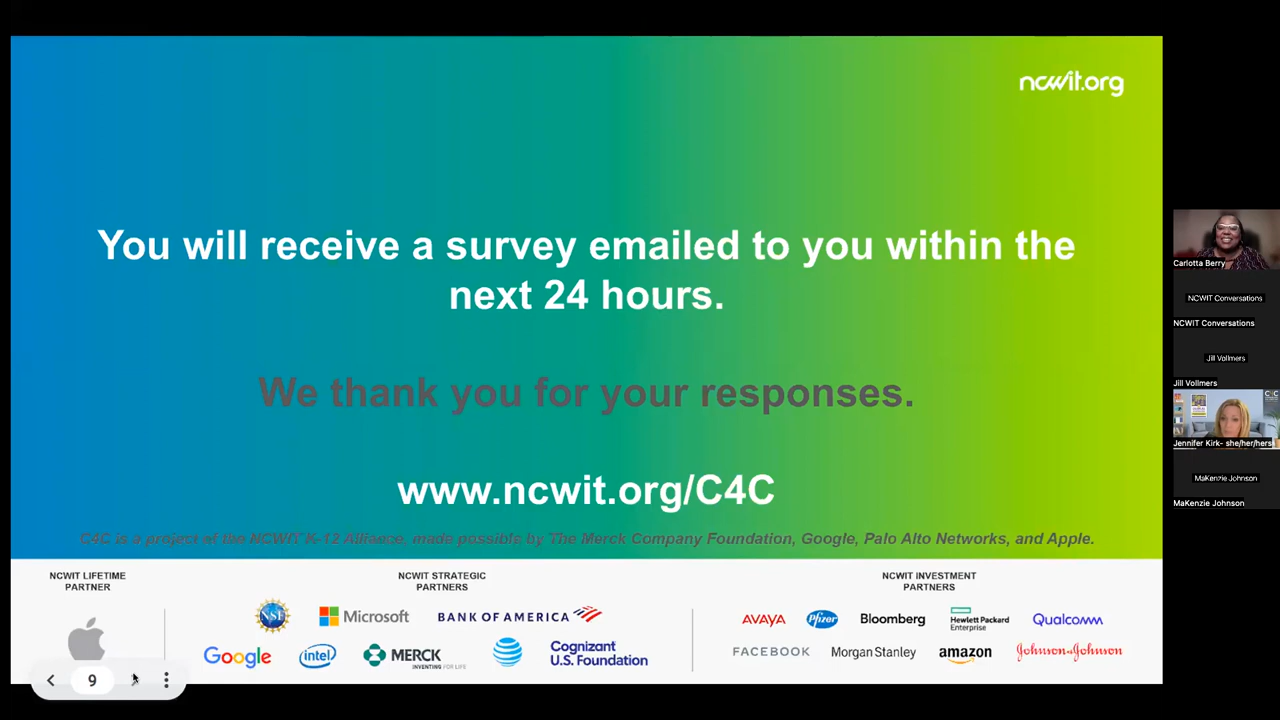 ncwit.org
You will receive a survey emailed to you within the
next 24 hours.
We thank you for your responses.
www.ncwit.org/C4C
C4C is a project of the NCWIT K-12 Alliance, made possible by The Merck Company Foundation, Google, Palo Alto Networks, and Apple.
NCWIT LIFETIME
PARTNER
NCWIT STRATEGIC
PARTNERS
NSF
Microsoft
BANK OF AMERICA
Google
intel
MERCK
INVENTING FOR LIFE
AT&T
Cognizant
U.S. Foundation
NCWIT INVESTMENT
PARTNERS
AVAYA
Pfizer
Bloomberg
Hewlett Packard
Enterprise
Qualcomm
FACEBOOK
Morgan Stanley
amazon
Johnson & Johnson
9
Carlotta Berry
NCWIT Conversations
NCWIT Conversations
Jill Vollmers
Jill Vollmers
Jennifer Kirk- she/her/hers
MaKenzie Johnson
MaKenzie Johnson